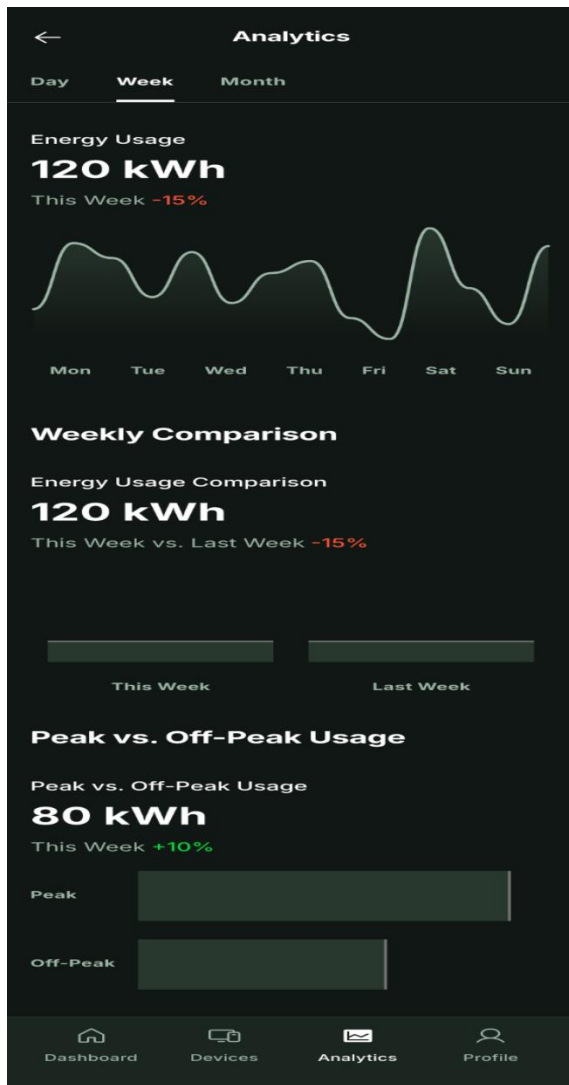 Analytics
Day Week Month
Energy Usage
120 kWh
This Week -15%
Mon Tue Wed Thu Fri Sat Sun
Weekly Comparison
Energy Usage Comparison
120 kWh
This Week vs. Last Week -15%
This Week Last Week
Peak vs. Off-Peak Usage
Peak vs. Off-Peak Usage
80 kWh
This Week +10%
Peak
Off-Peak
Dashboard Devices Analytics Profile